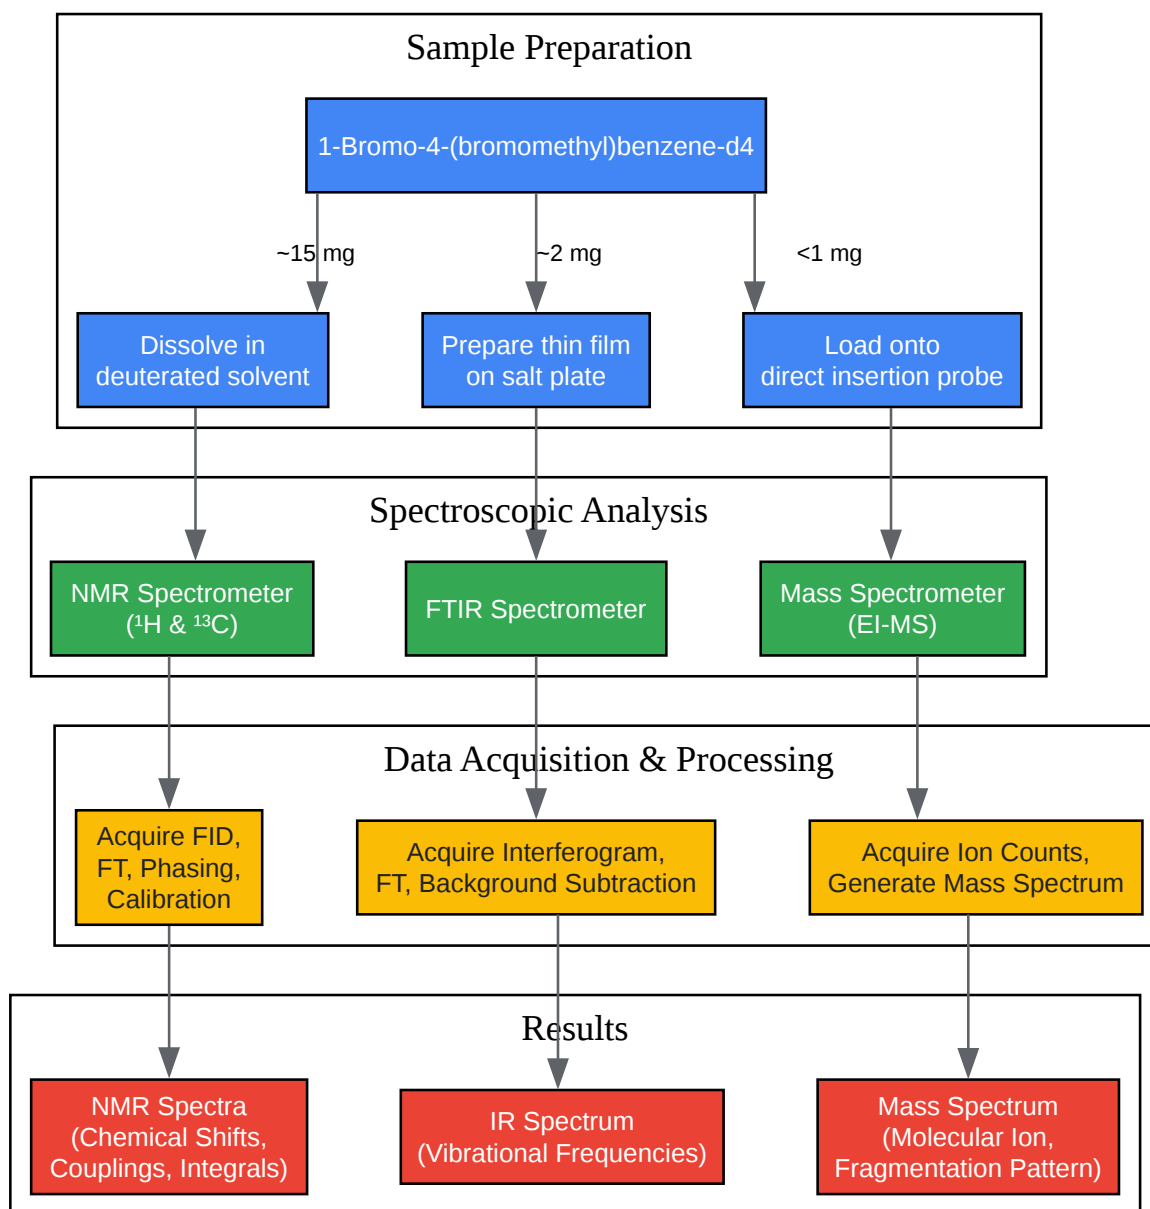 Sample Preparation
1-Bromo-4-(bromomethyl)benzene-d4
~15 mg
~2 mg
<1 mg
Dissolve in
deuterated solvent
Prepare thin film
on salt plate
Load onto
direct insertion probe
Spectroscopic Analysis
NMR Spectrometer
(¹H & ¹³C)
FTIR Spectrometer
Mass Spectrometer
(EI-MS)
Data Acquisition & Processing
Acquire FID,
FT, Phasing,
Calibration
Acquire Interferogram,
FT, Background Subtraction
Acquire Ion Counts,
Generate Mass Spectrum
Results
NMR Spectra
(Chemical Shifts,
Couplings, Integrals)
IR Spectrum
(Vibrational Frequencies)
Mass Spectrum
(Molecular Ion,
Fragmentation Pattern)